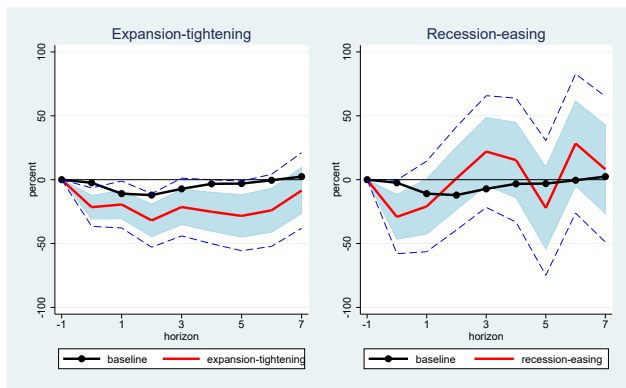 Expansion-tightening
100
50
0
-50
-100
percent
-1
1
3
5
7
horizon
baseline
expansion-tightening
Recession-easing
100
50
0
-50
-100
percent
-1
1
3
5
7
horizon
baseline
recession-easing